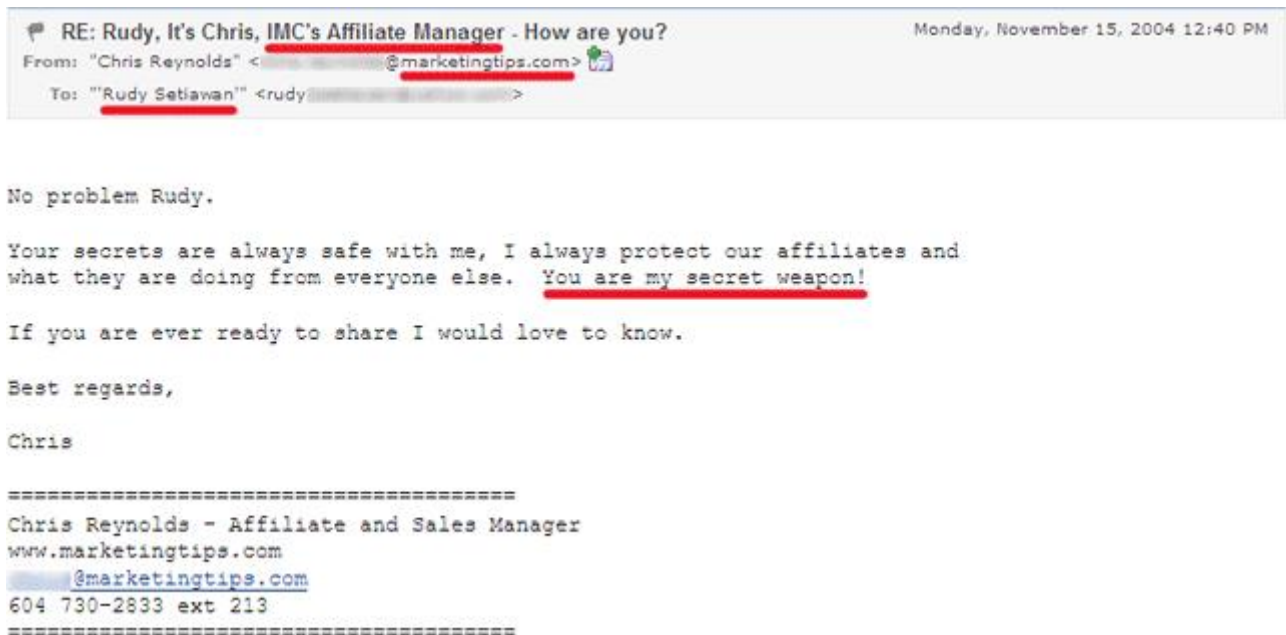 RE: Rudy, It's Chris, IMC's Affiliate Manager - How are you?
Monday, November 15, 2004 12:40 PM
From: "Chris Reynolds" < @marketingtips.com>
To: "'Rudy Setiawan'" <rudy >
No problem Rudy.
Your secrets are always safe with me, I always protect our affiliates and
what they are doing from everyone else. You are my secret weapon!
If you are ever ready to share I would love to know.
Best regards,
Chris
=======================================
Chris Reynolds - Affiliate and Sales Manager
www.marketingtips.com
@marketingtips.com
604 730-2833 ext 213
=======================================